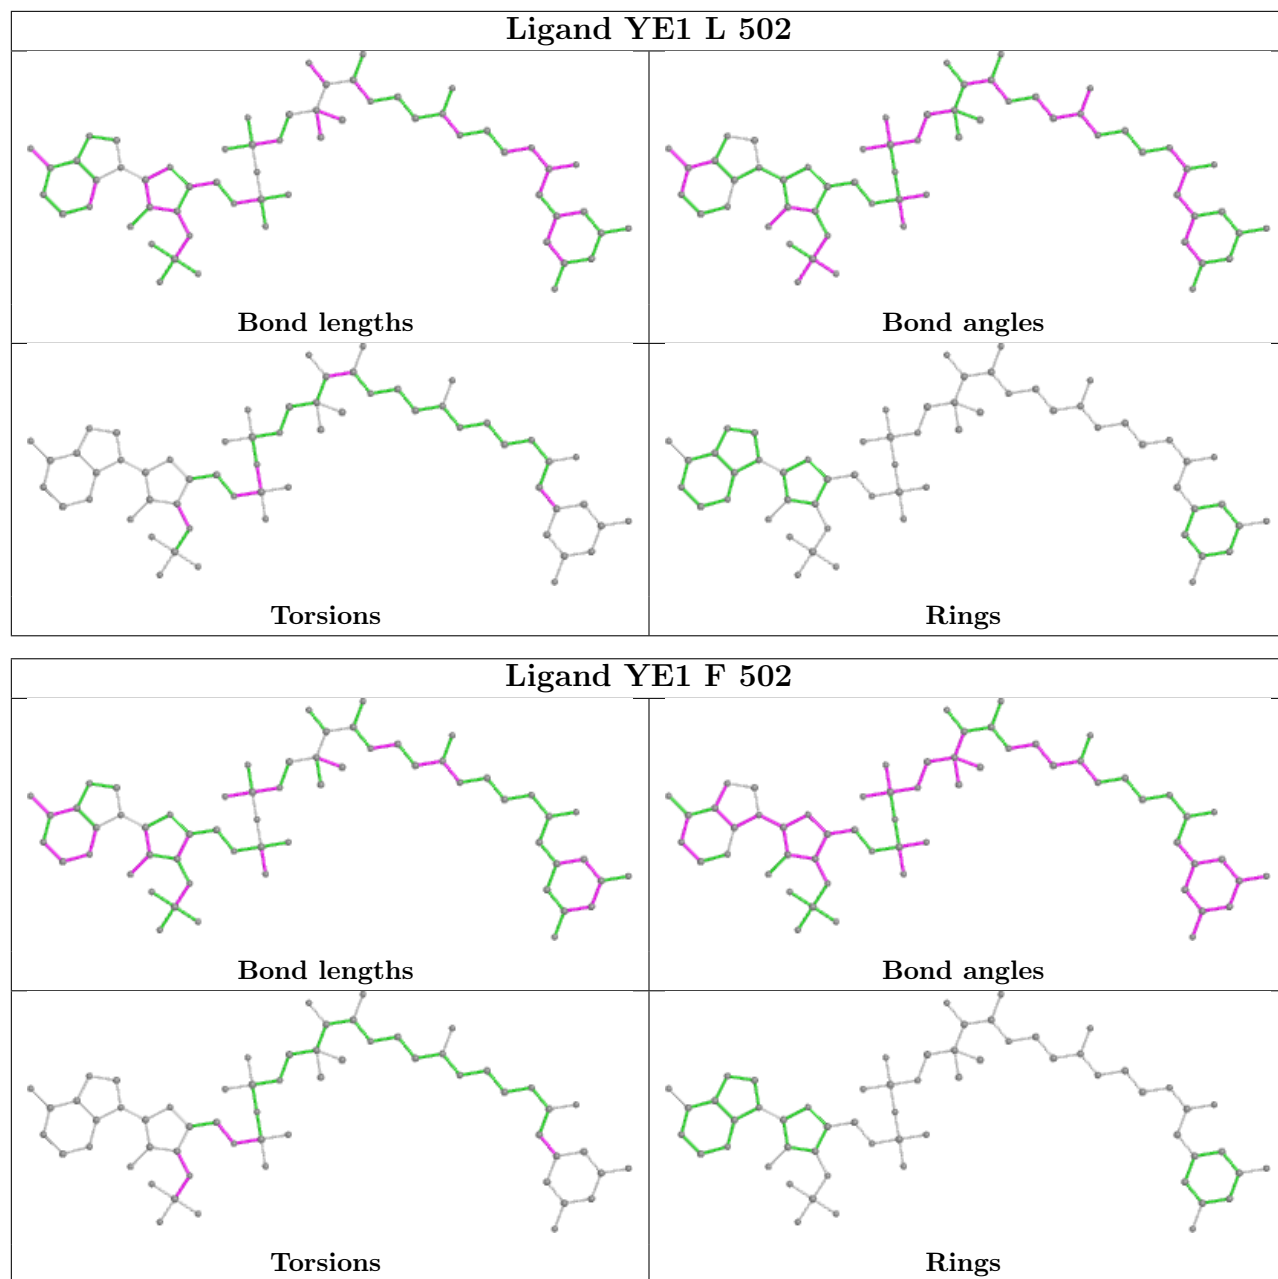 Ligand YE1 L 502
Bond lengths
Bond angles
Torsions
Rings
Ligand YE1 F 502
Bond lengths
Bond angles
Torsions
Rings